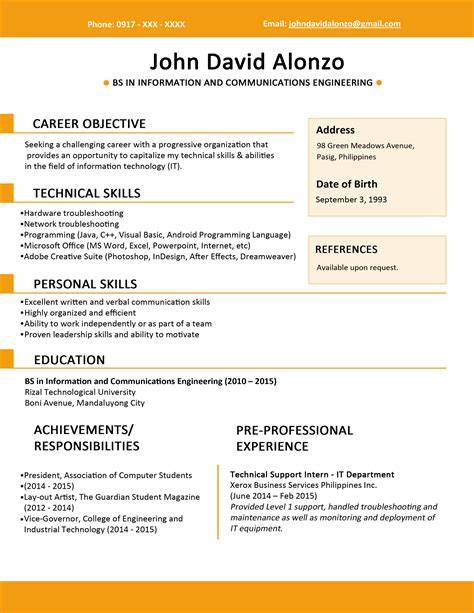 Phone: 0917 - XXX - XXXX
Email: johndavidalonzo@gmail.com
John David Alonzo
BS IN INFORMATION AND COMMUNICATIONS ENGINEERING
CAREER OBJECTIVE
Seeking a challenging career with a progressive organization that
provides an opportunity to capitalize my technical skills & abilities
in the field of information technology (IT).
Address
98 Green Meadows Avenue,
Pasig, Philippines
Date of Birth
September 3, 1993
TECHNICAL SKILLS
•Hardware troubleshooting
•Network troubleshooting
•Programming (Java, C++, Visual Basic, Android Programming Language)
•Microsoft Office (MS Word, Excel, Powerpoint, Internet, etc)
•Adobe Creative Suite (Photoshop, InDesign, After Effects, Dreamweaver)
REFERENCES
Available upon request.
PERSONAL SKILLS
•Excellent written and verbal communication skills
•Highly organized and efficient
•Ability to work independently or as part of a team
•Proven leadership skills and ability to motivate
EDUCATION
BS in Information and Communications Engineering (2010 – 2015)
Rizal Technological University
Boni Avenue, Mandaluyong City
ACHIEVEMENTS/
RESPONSIBILITIES
•President, Association of Computer Students
(2014 - 2015)
•Lay-out Artist, The Guardian Student Magazine
(2012 - 2015)
•Vice-Governor, College of Engineering and
Industrial Technology (2014 - 2015)
PRE-PROFESSIONAL
EXPERIENCE
Technical Support Intern - IT Department
Xerox Business Services Philippines Inc.
(June 2014 – Feb 2015)
Provided Level 1 support, handled troubleshooting and
maintenance as well as monitoring and deployment of
IT equipment.